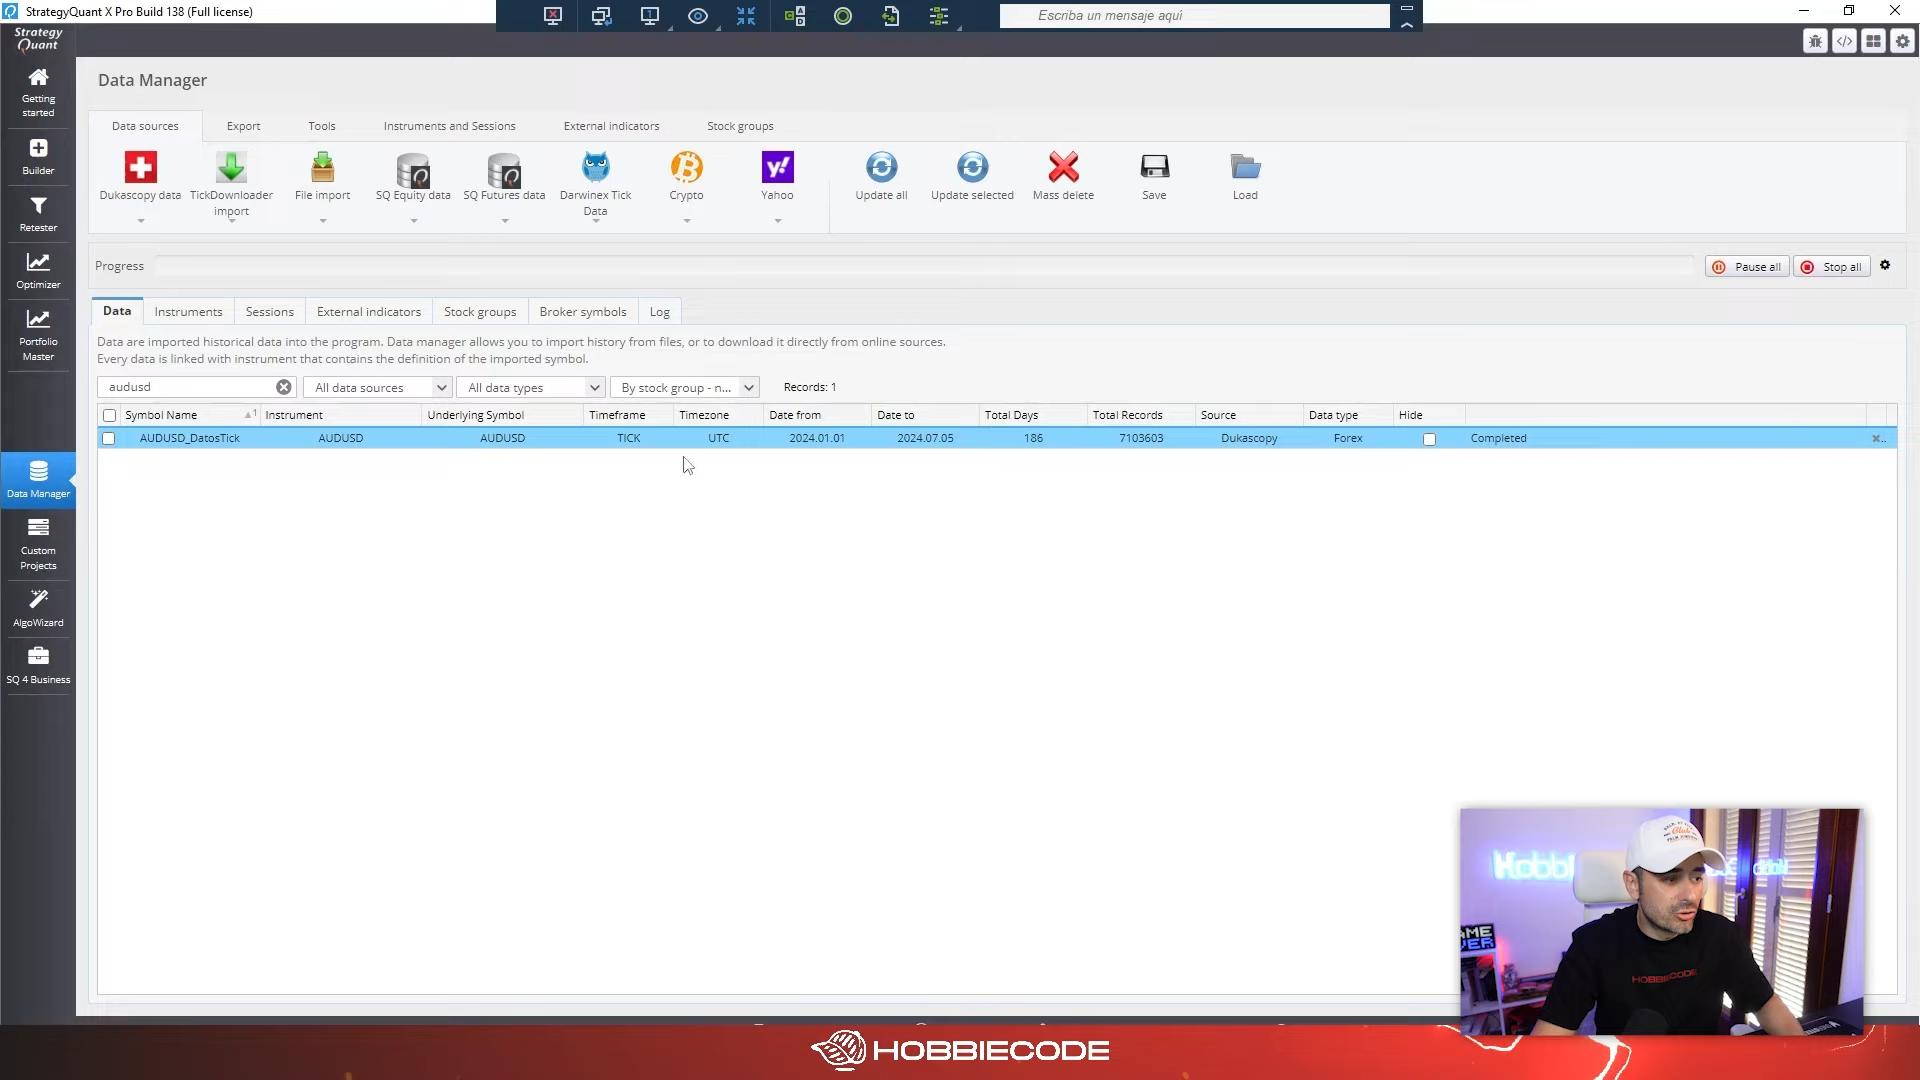 StrategyQuant X Pro Build 138 (Full license)
Escriba un mensaje aquí
Strategy
Quant
Getting
started
Builder
Retester
Optimizer
Portfolio
Master
Data Manager
Custom
Projects
AlgoWizard
SQ 4 Business
Data Manager
Data sources
Export
Tools
Instruments and Sessions
External indicators
Stock groups
Dukascopy data
TickDownloader
import
File import
SQ Equity data
SQ Futures data
Darwinex Tick
Data
Crypto
Yahoo
Update all
Update selected
Mass delete
Save
Load
Progress
Pause all
Stop all
Data
Instruments
Sessions
External indicators
Stock groups
Broker symbols
Log
Data are imported historical data into the program. Data manager allows you to import history from files, or to download it directly from online sources.
Every data is linked with instrument that contains the definition of the imported symbol.
audusd
All data sources
All data types
By stock group - n...
Records: 1
Symbol Name 1 Instrument Underlying Symbol Timeframe Timezone Date from Date to Total Days Total Records Source Data type Hide
AUDUSD_DatosTick AUDUSD AUDUSD TICK UTC 2024.01.01 2024.07.05 186 7103603 Dukascopy Forex Completed
Hobbi
HOBBIECODE
HOBBIECODE